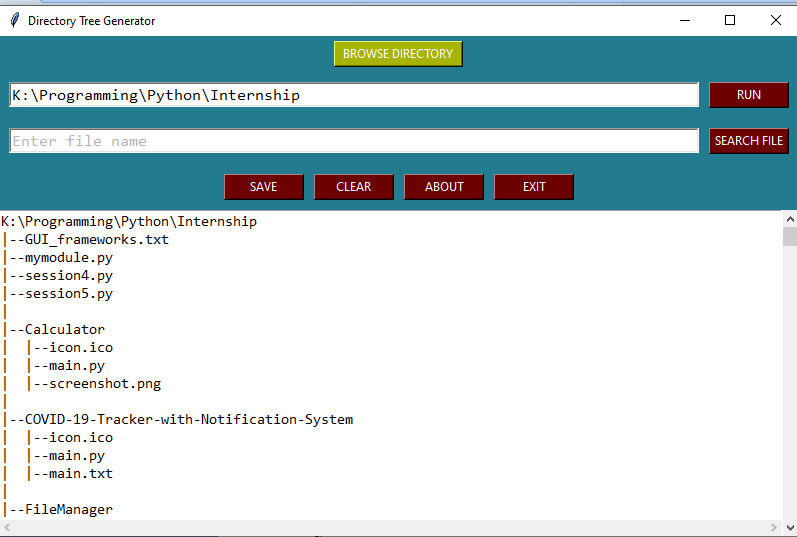 Directory Tree Generator
BROWSE DIRECTORY
K:\Programming\Python\Internship
RUN
Enter file name
SEARCH FILE
SAVE CLEAR ABOUT EXIT
K:\Programming\Python\Internship
|--GUI_frameworks.txt
|--mymodule.py
|--session4.py
|--session5.py
|
|--Calculator
|  |--icon.ico
|  |--main.py
|  |--screenshot.png
|
|--COVID-19-Tracker-with-Notification-System
|  |--icon.ico
|  |--main.py
|  |--main.txt
|
|--FileManager